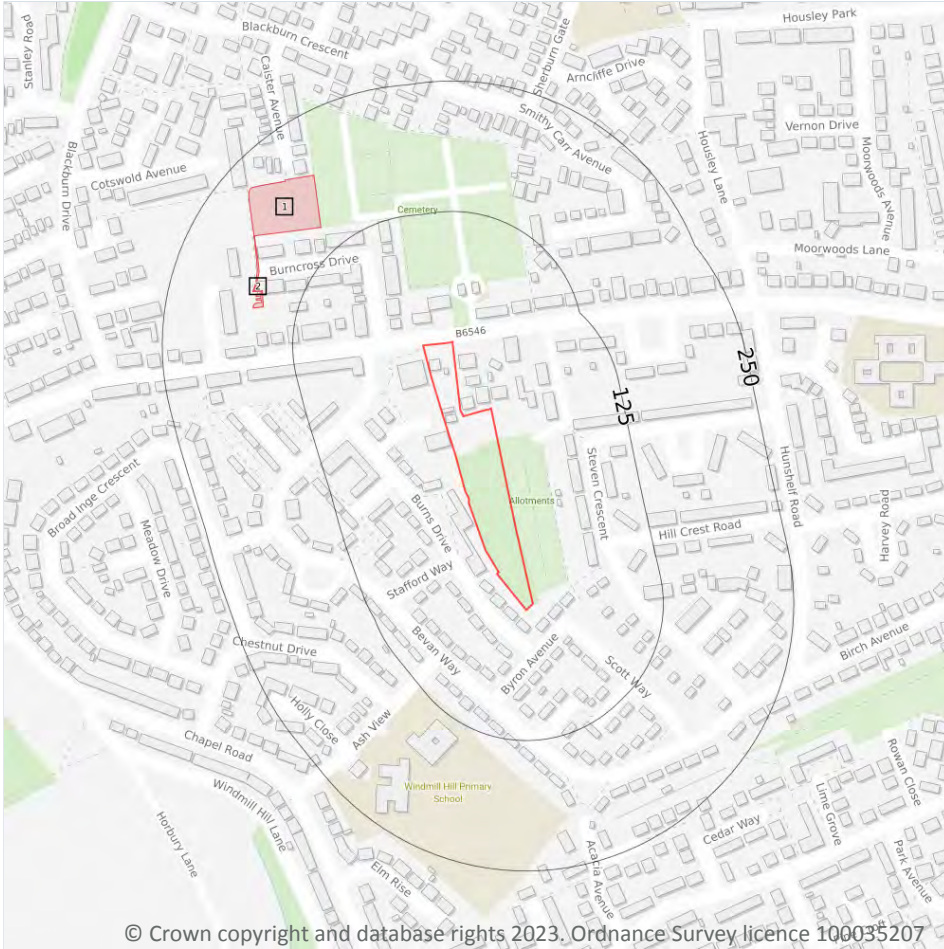 Stanley Road
Blackburn Crescent
Caister Avenue
Sherburn Gate
Housley Park
Arncliffe Drive
Smithy Carr Avenue
Housley Lane
Vernon Drive
Moorwoods Avenue
Blackburn Drive
Cotswold Avenue
1
Cemetery
Moorwoods Lane
Burncross Drive
2
B6546
250
125
Broad Inge Crescent
Meadow Drive
Burns Drive
Allotments
Steven Crescent
Hunshelf Road
Harvey Road
Hill Crest Road
Stafford Way
Bevan Way
Byron Avenue
Scott Way
Birch Avenue
Chestnut Drive
Holly Close
Ash View
Chapel Road
Windmill Hill Lane
Windmill Hill Primary
School
Horbury Lane
Elm Rise
Acacia Avenue
Cedar Way
Lime Grove
Rowan Close
Park Avenue
© Crown copyright and database rights 2023. Ordnance Survey licence 100035207